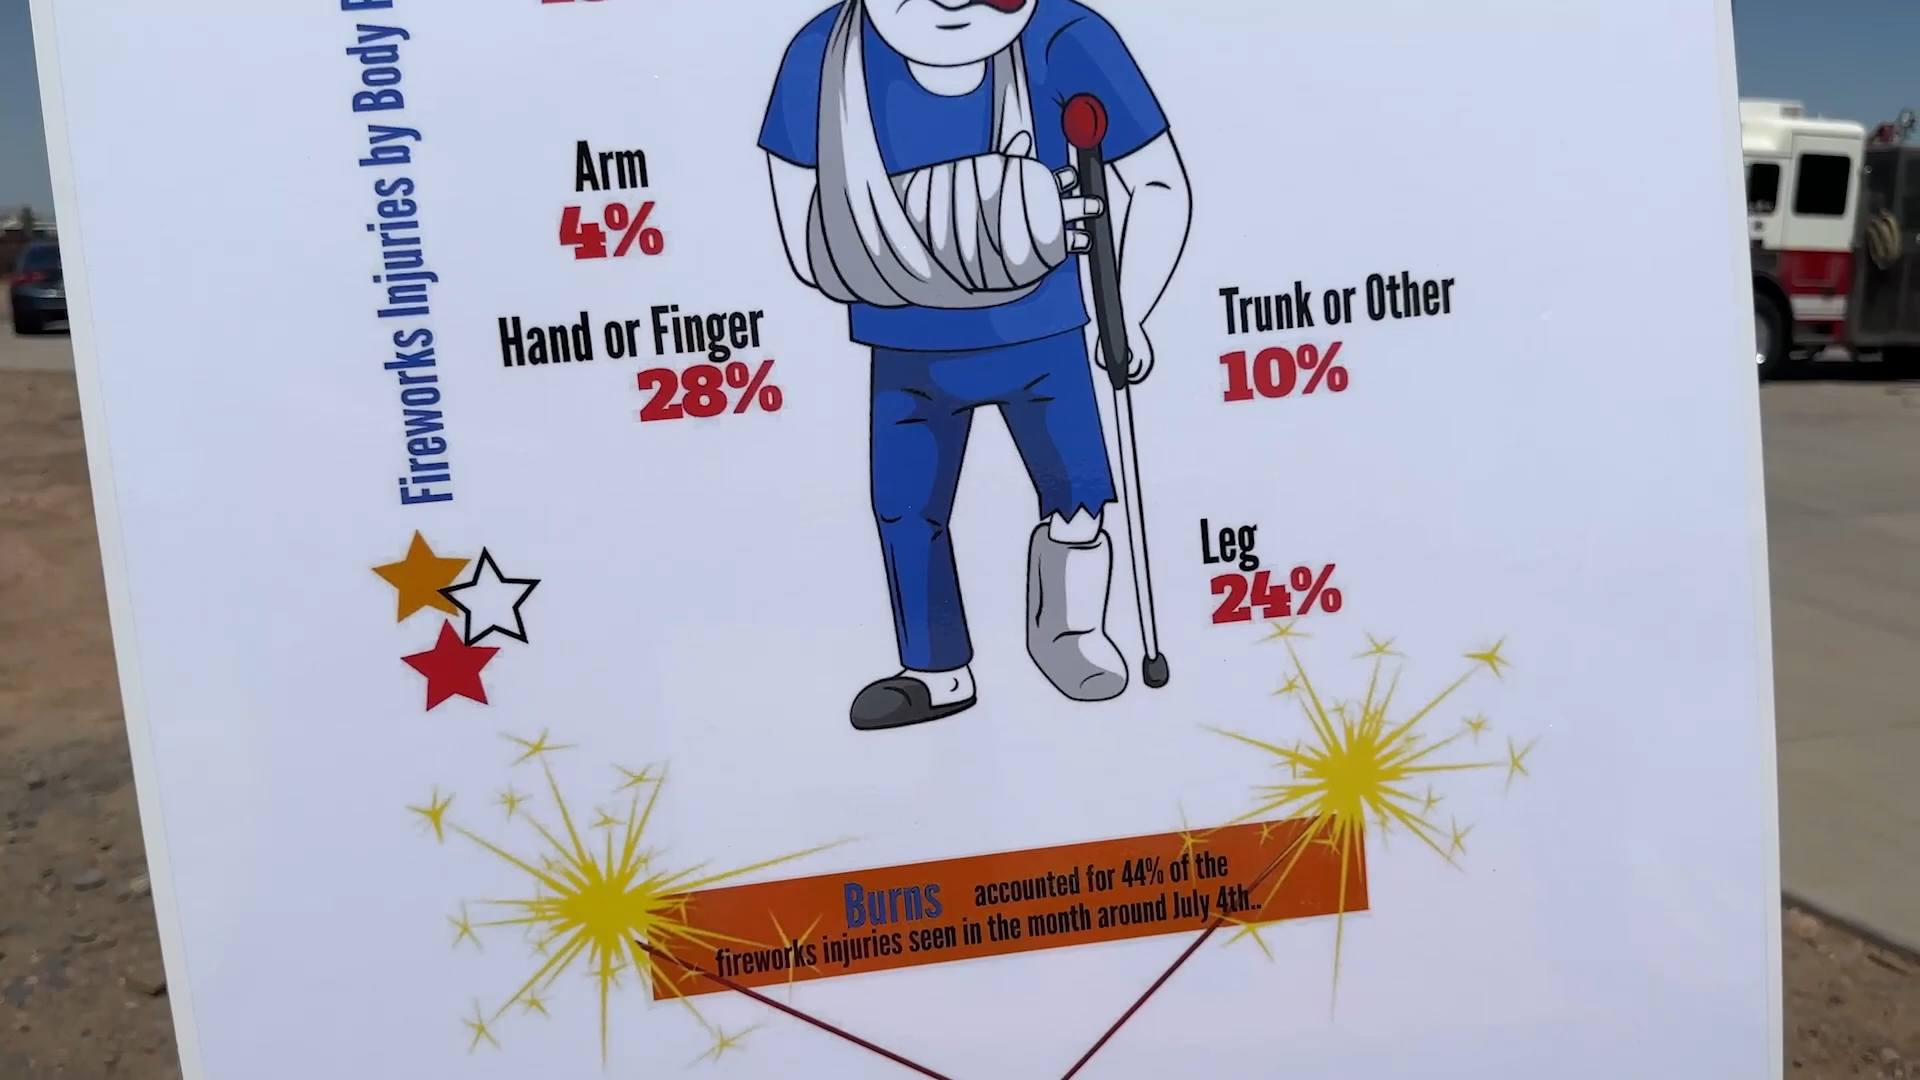 Fireworks Injuries by Body
Arm
4%
Hand or Finger
28%
Trunk or Other
10%
Leg
24%
Burns accounted for 44% of the
fireworks injuries seen in the month around July 4th..